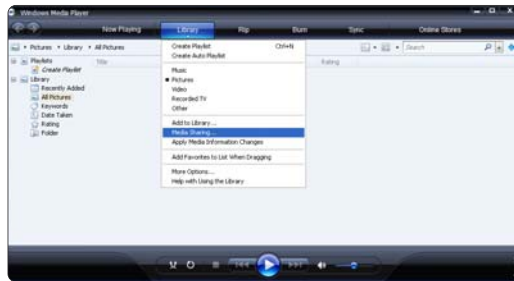 Windows Media Player
Now Playing Library Rip Burn Sync Online Stores
Pictures Library All Pictures Search
Title Rating
Playlists
Create Playlist
Library
Recently Added
All Pictures
Keywords
Date Taken
Rating
Folder
Create Playlist Ctrl+N
Create Auto Playlist
Music
Pictures
Video
Recorded TV
Other
Add to Library...
Media Sharing...
Apply Media Information Changes
Add Favorites to List When Dragging
More Options...
Help with Using the Library